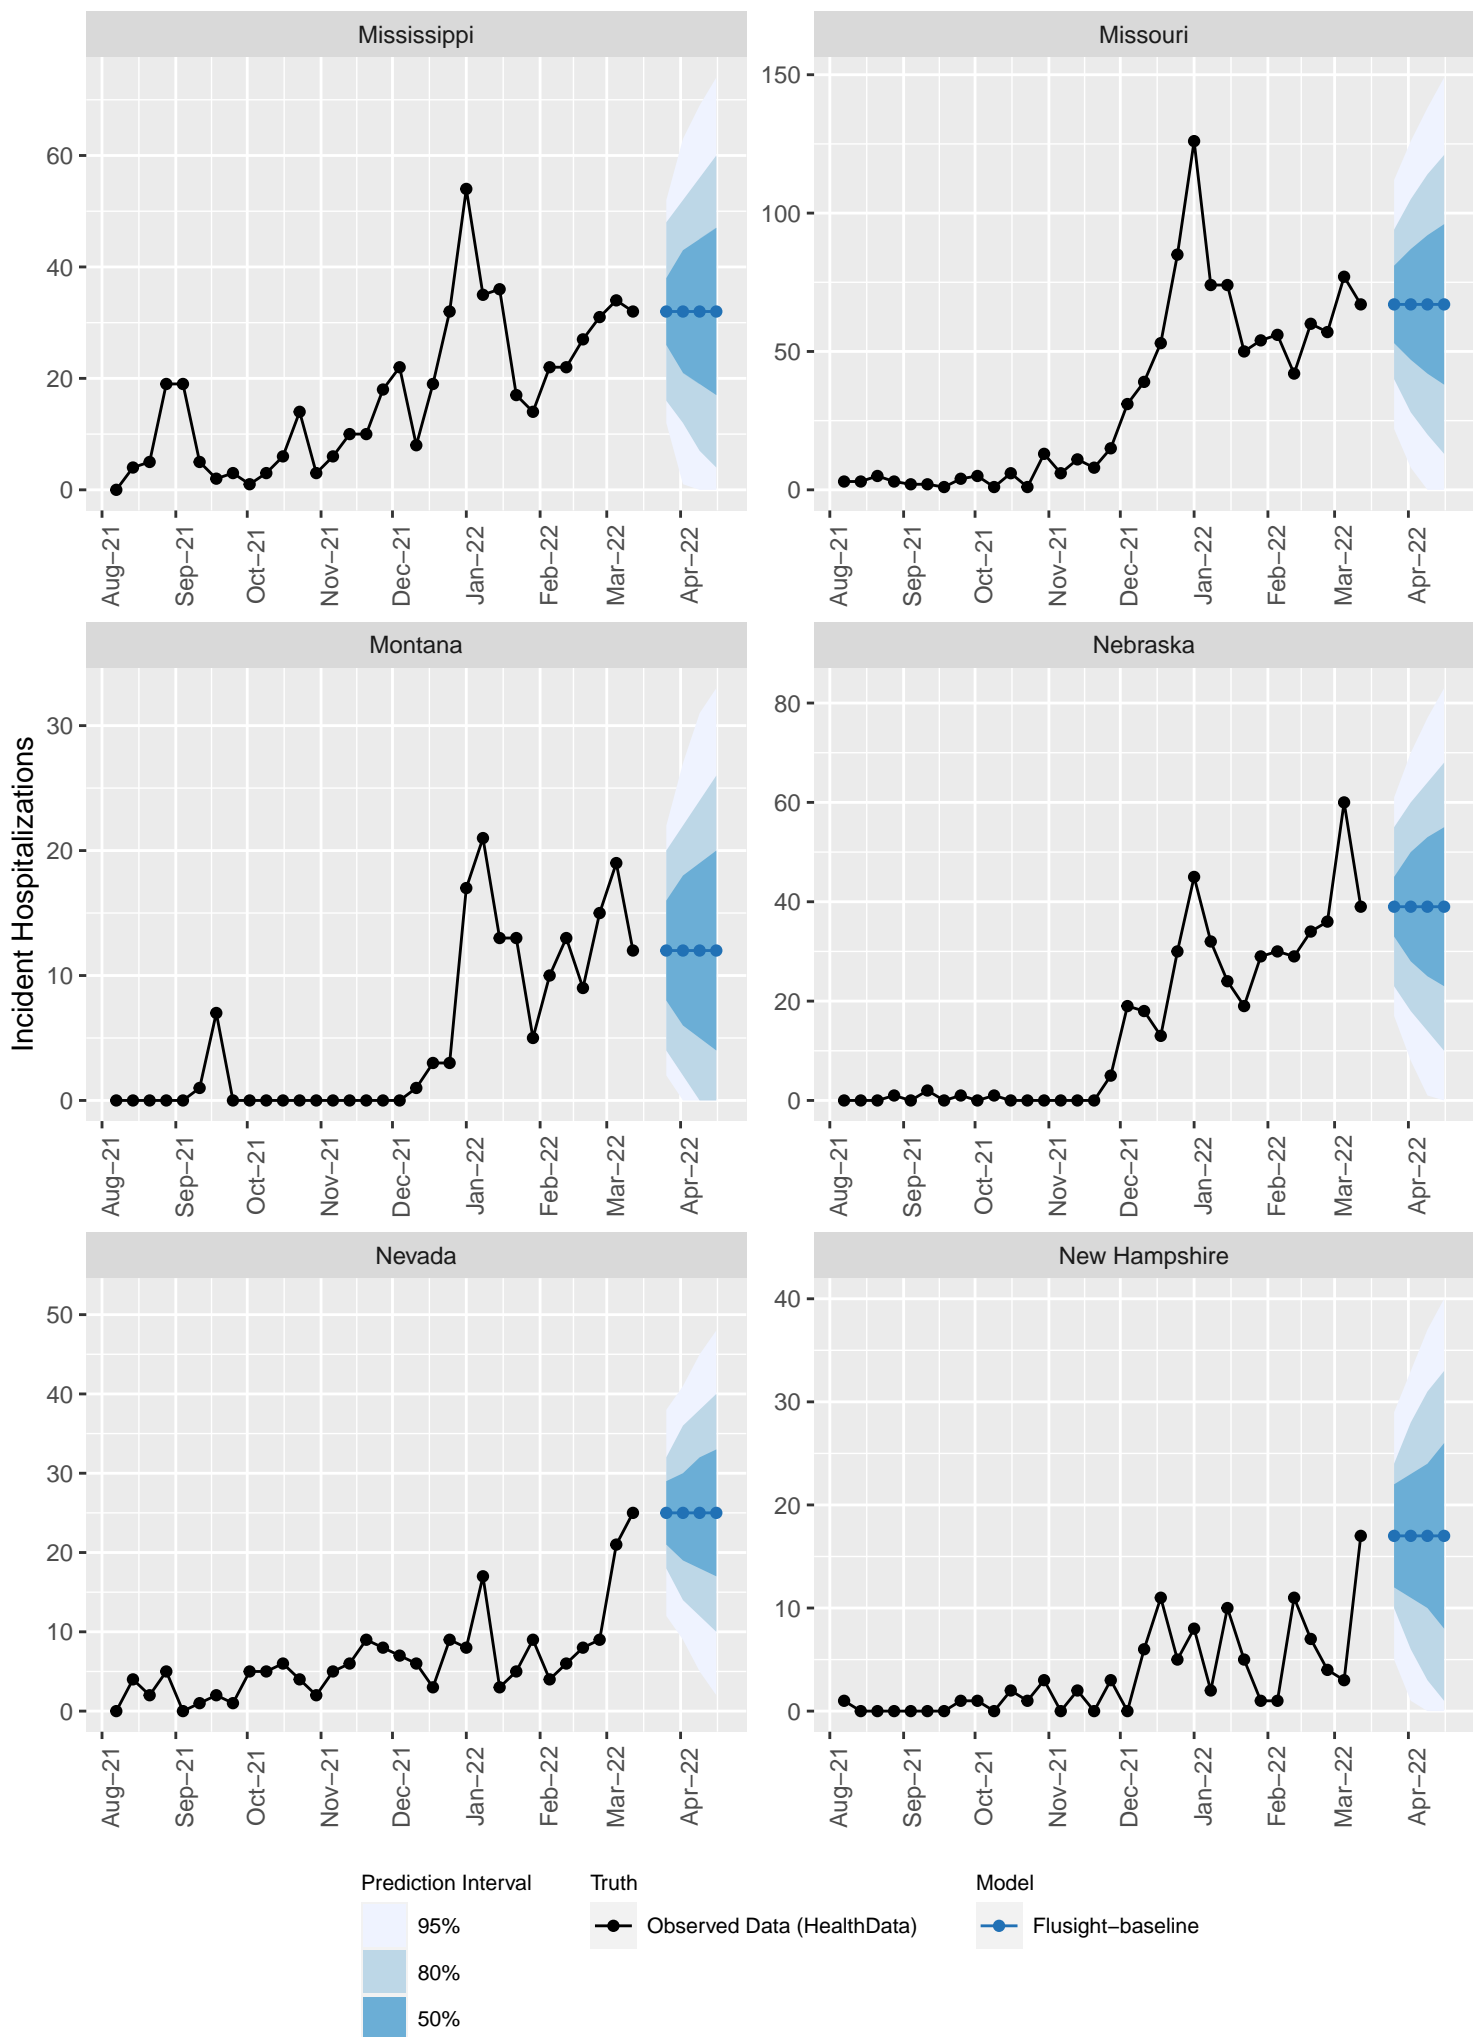 Mississippi
Missouri
60
40
20
0
150
100
50
0
Aug−21
Sep−21
Oct−21
Nov−21
Dec−21
Jan−22
Feb−22
Mar−22
Apr−22
Aug−21
Sep−21
Oct−21
Nov−21
Dec−21
Jan−22
Feb−22
Mar−22
Apr−22
Incident Hospitalizations
Montana
Nebraska
30
20
10
0
80
60
40
20
0
Aug−21
Sep−21
Oct−21
Nov−21
Dec−21
Jan−22
Feb−22
Mar−22
Apr−22
Aug−21
Sep−21
Oct−21
Nov−21
Dec−21
Jan−22
Feb−22
Mar−22
Apr−22
Nevada
New Hampshire
50
40
30
20
10
0
40
30
20
10
0
Aug−21
Sep−21
Oct−21
Nov−21
Dec−21
Jan−22
Feb−22
Mar−22
Apr−22
Aug−21
Sep−21
Oct−21
Nov−21
Dec−21
Jan−22
Feb−22
Mar−22
Apr−22
Prediction Interval
95%
80%
50%
Truth
Observed Data (HealthData)
Model
Flusight−baseline